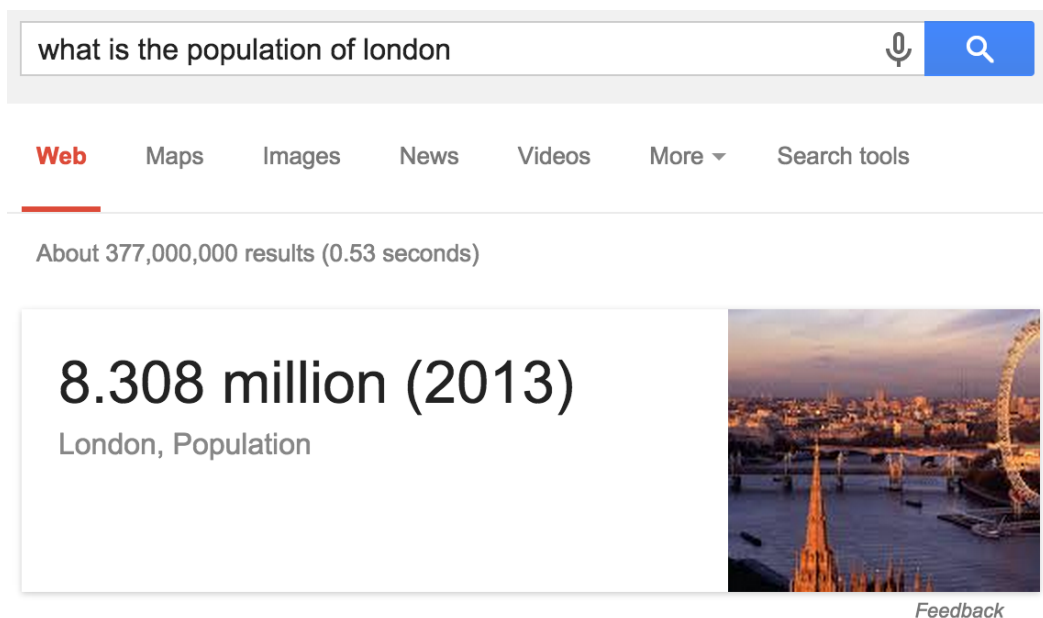 what is the population of london
Web Maps Images News Videos More Search tools
About 377,000,000 results (0.53 seconds)
8.308 million (2013)
London, Population
Feedback